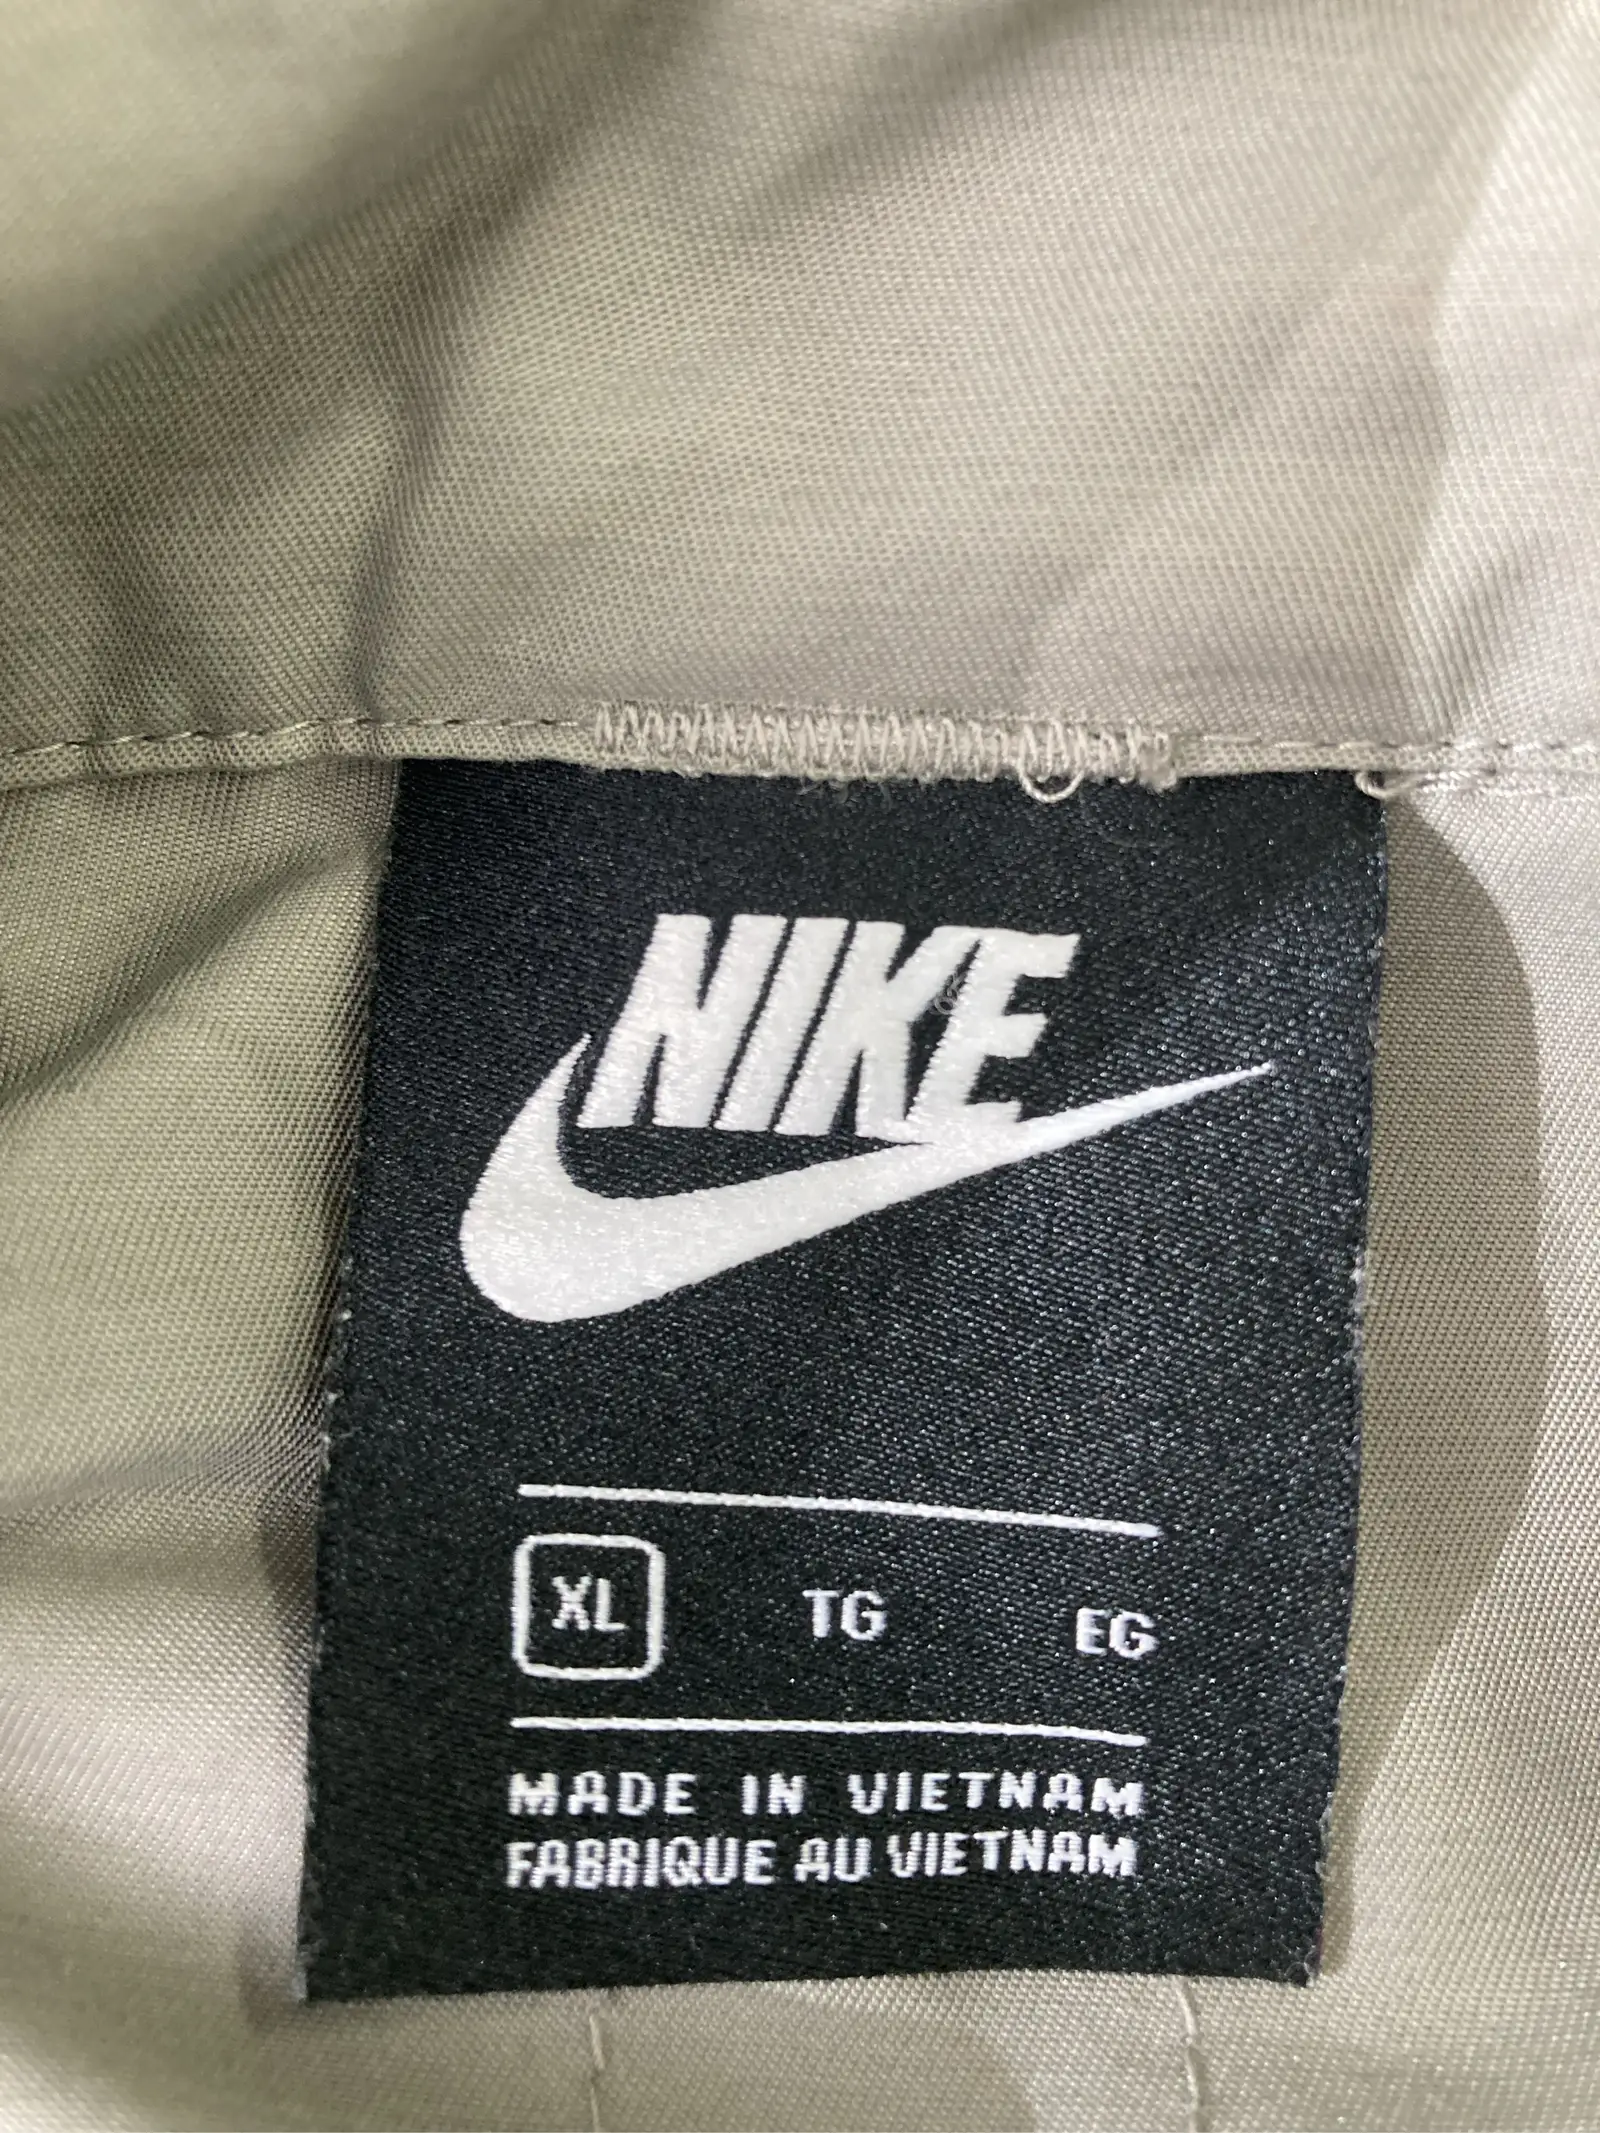 NIKE
XL TG EG
MADE IN VIETNAM
FABRIQUE AU VIETNAM